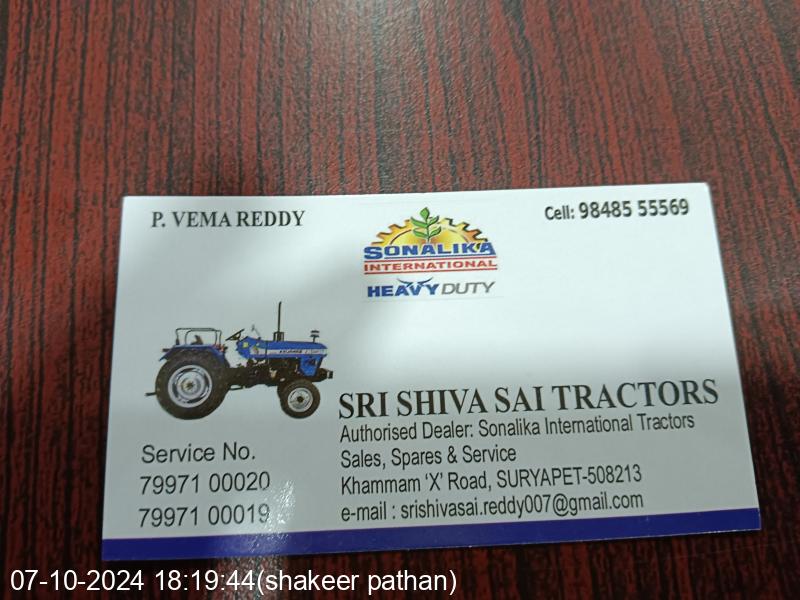 P. VEMA REDDY
Cell: 98485 55569
SONALIKA
INTERNATIONAL
HEAVY DUTY
SRI SHIVA SAI TRACTORS
Authorised Dealer: Sonalika International Tractors
Sales, Spares & Service
Khammam 'X' Road, SURYAPET-508213
e-mail : srishivasai.reddy007@gmail.com
Service No.
79971 00020
79971 00019
07-10-2024 18:19:44(shakeer pathan)